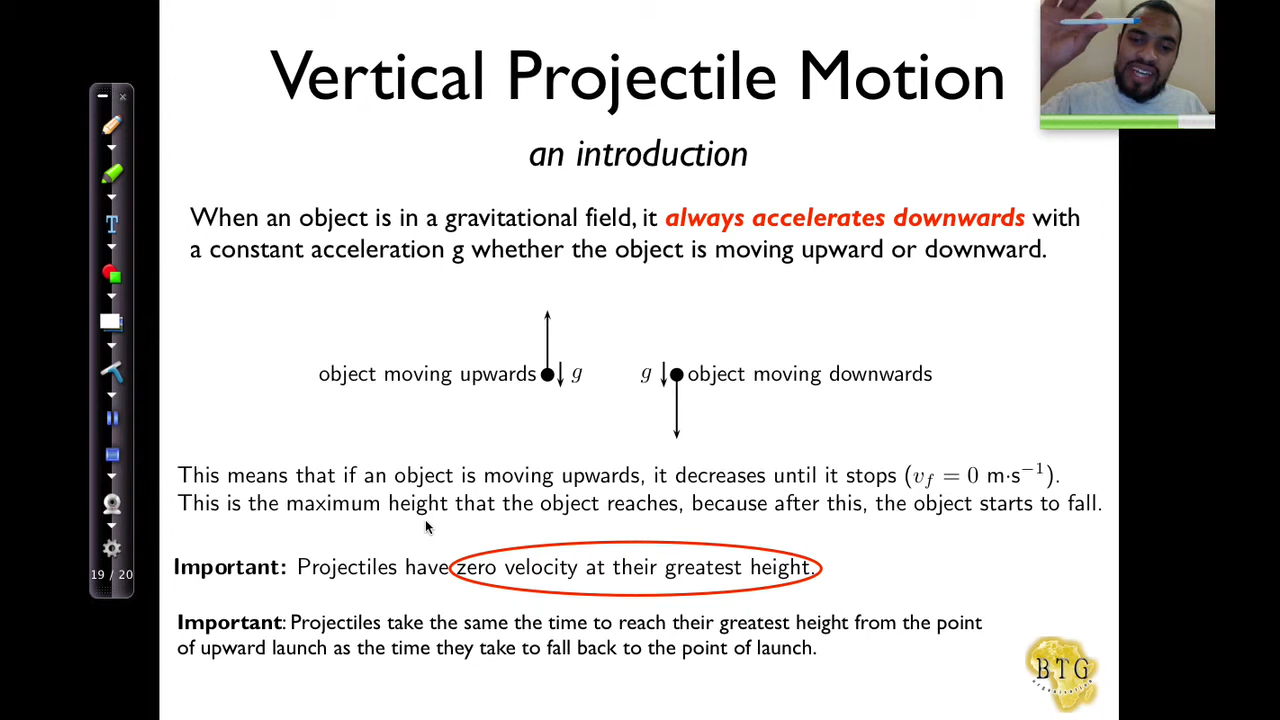 Vertical Projectile Motion
an introduction
When an object is in a gravitational field, it always accelerates downwards with
a constant acceleration g whether the object is moving upward or downward.
object moving upwards g
g object moving downwards
This means that if an object is moving upwards, it decreases until it stops (v_f = 0 m·s⁻¹).
This is the maximum height that the object reaches, because after this, the object starts to fall.
Important: Projectiles have zero velocity at their greatest height.
Important: Projectiles take the same the time to reach their greatest height from the point
of upward launch as the time they take to fall back to the point of launch.
19 / 20
BTG